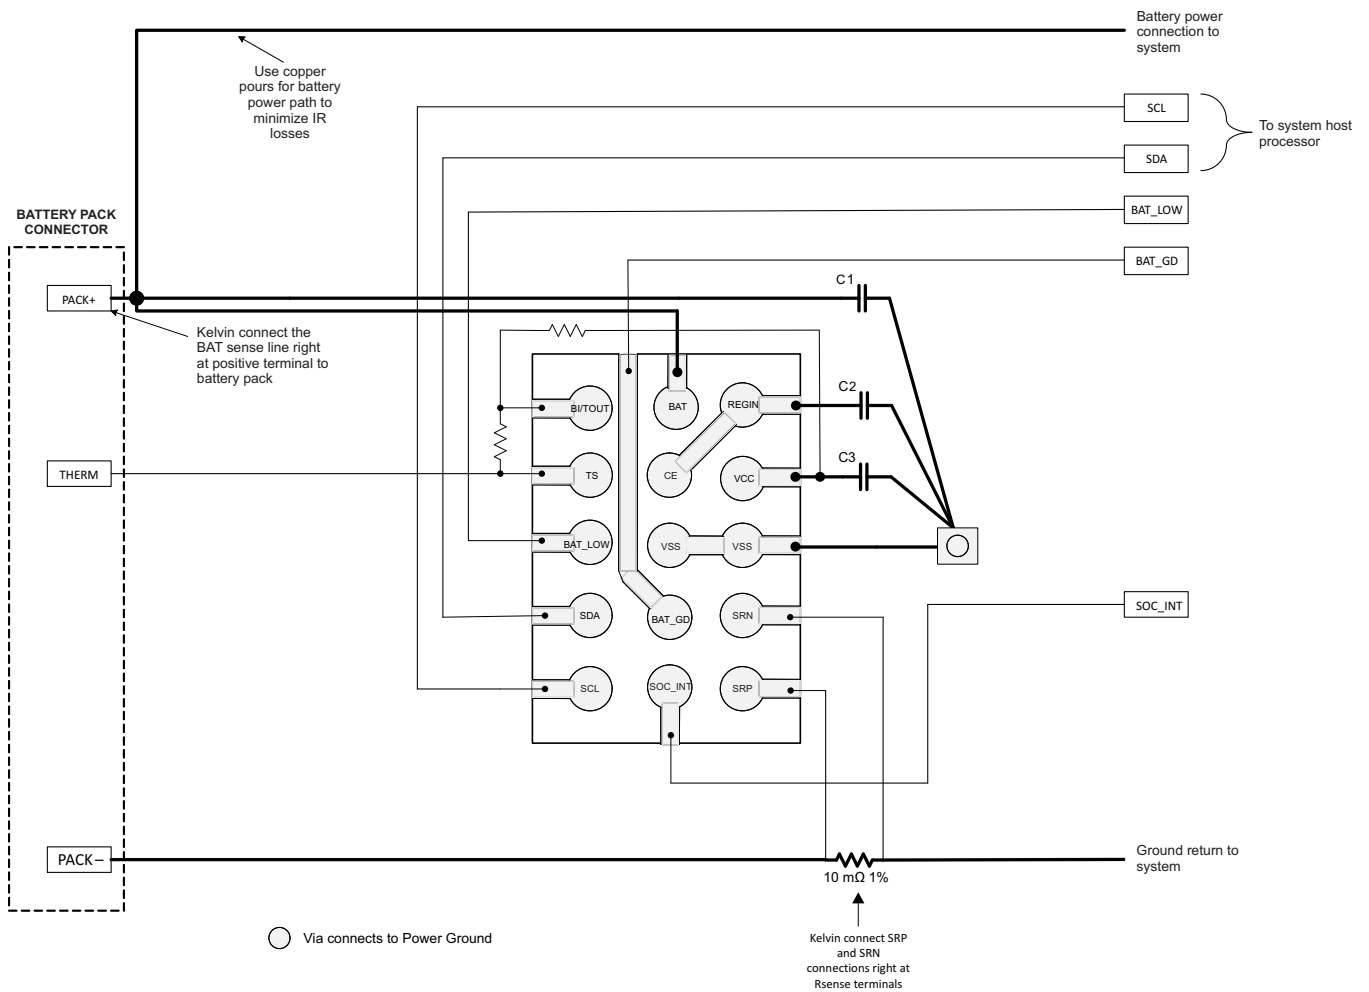 Battery power
connection to
system
Use copper
pours for battery
power path to
minimize IR
losses
SCL
To system host
processor
SDA
BATTERY PACK
CONNECTOR
BAT_LOW
BAT_GD
C1
PACK+
Kelvin connect the
BAT sense line right
at positive terminal to
battery pack
C2
BI/TOUT
BAT
REGIN
C3
THERM
TS
CE
VCC
BAT_LOW
VSS
VSS
SOC_INT
SDA
BAT_GD
SRN
SCL
SOC_INT
SRP
PACK–
Ground return to
system
10 mΩ 1%
Via connects to Power Ground
Kelvin connect SRP
and SRN
connections right at
Rsense terminals